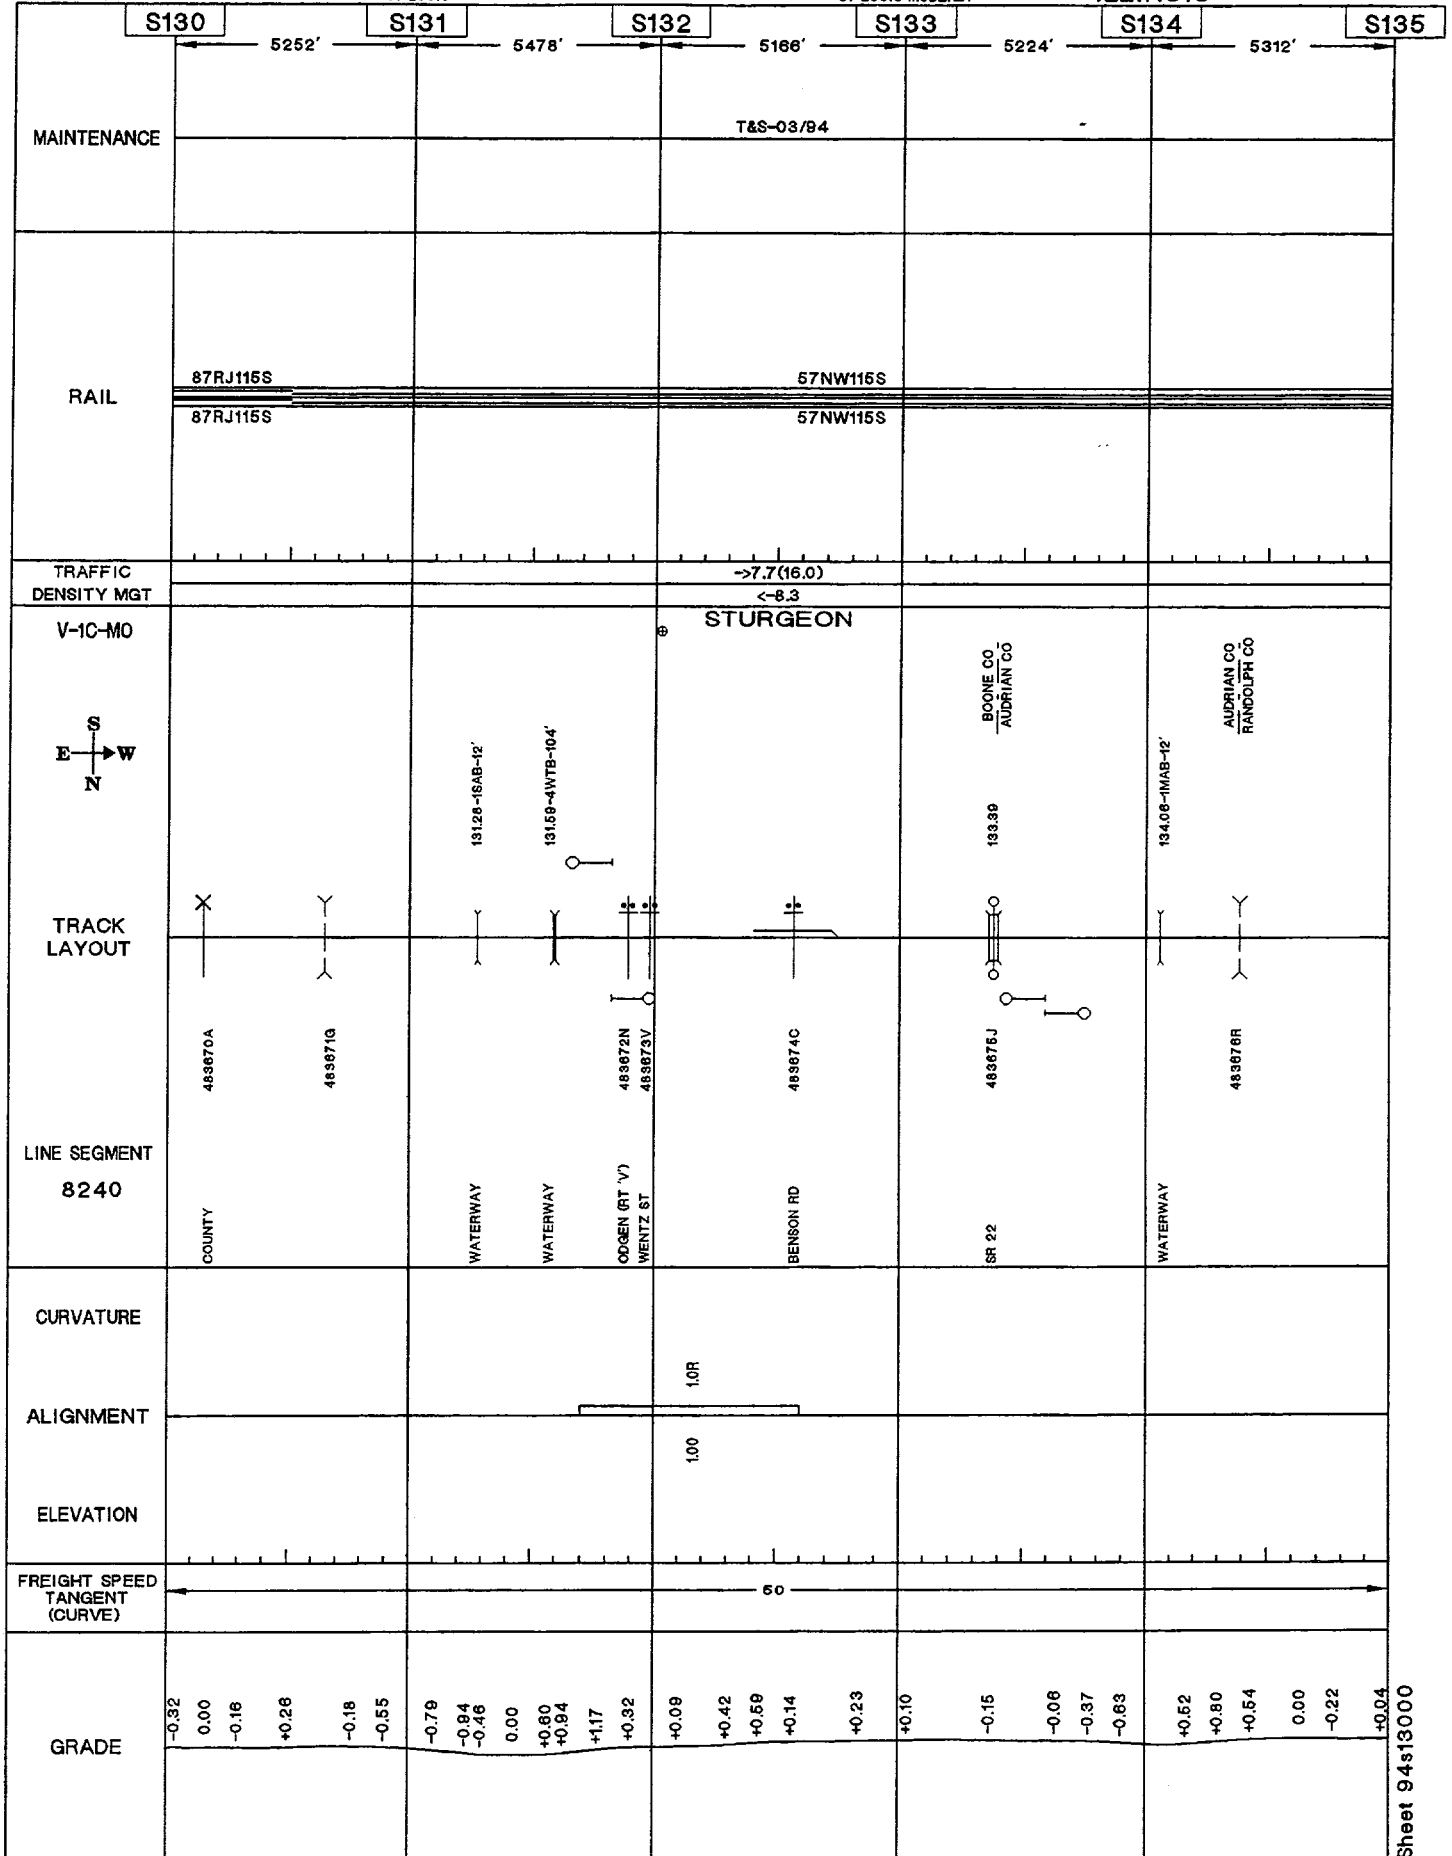 S130 S131 S132 S133 S134 S135
5252' 5478' 5166' 5224' 5312'
MAINTENANCE
T&S-03/94
RAIL
87RJ115S 57NW115S
87RJ115S 57NW115S
TRAFFIC
DENSITY MGT
->7.7(16.0)
<-8.3
V-1C-MO
STURGEON
S
E W
N
BOONE CO
AUDRIAN CO
AUDRIAN CO
RANDOLPH CO
131.28-1SAB-12'
131.59-4WTB-104'
133.39
134.06-1MAB-12'
TRACK
LAYOUT
483670A
483671G
483672N
483673V
483674C
483675J
483676R
LINE SEGMENT
8240
COUNTY
WATERWAY
WATERWAY
ODGEN (RT 'V')
WENTZ ST
BENSON RD
SR 22
WATERWAY
CURVATURE
1.0R
ALIGNMENT
1.00
ELEVATION
FREIGHT SPEED
TANGENT
(CURVE)
50
GRADE
-0.32
0.00
-0.16
+0.26
-0.18
-0.55
-0.79
-0.94
-0.46
0.00
+0.60
+0.94
+1.17
+0.32
+0.09
+0.42
+0.59
+0.14
+0.23
+0.10
-0.15
-0.06
-0.37
-0.63
+0.52
+0.80
+0.54
0.00
-0.22
+0.04
Sheet 94s13000